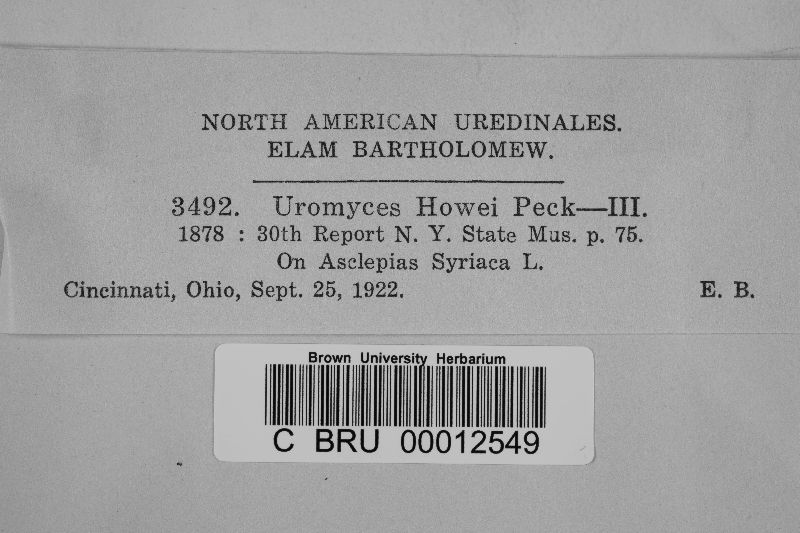 NORTH AMERICAN UREDINALES.
ELAM BARTHOLOMEW.
3492. Uromyces Howei Peck—III.
1878 : 30th Report N. Y. State Mus. p. 75.
On Asclepias Syriaca L.
Cincinnati, Ohio, Sept. 25, 1922. E. B.
Brown University Herbarium
C BRU 00012549